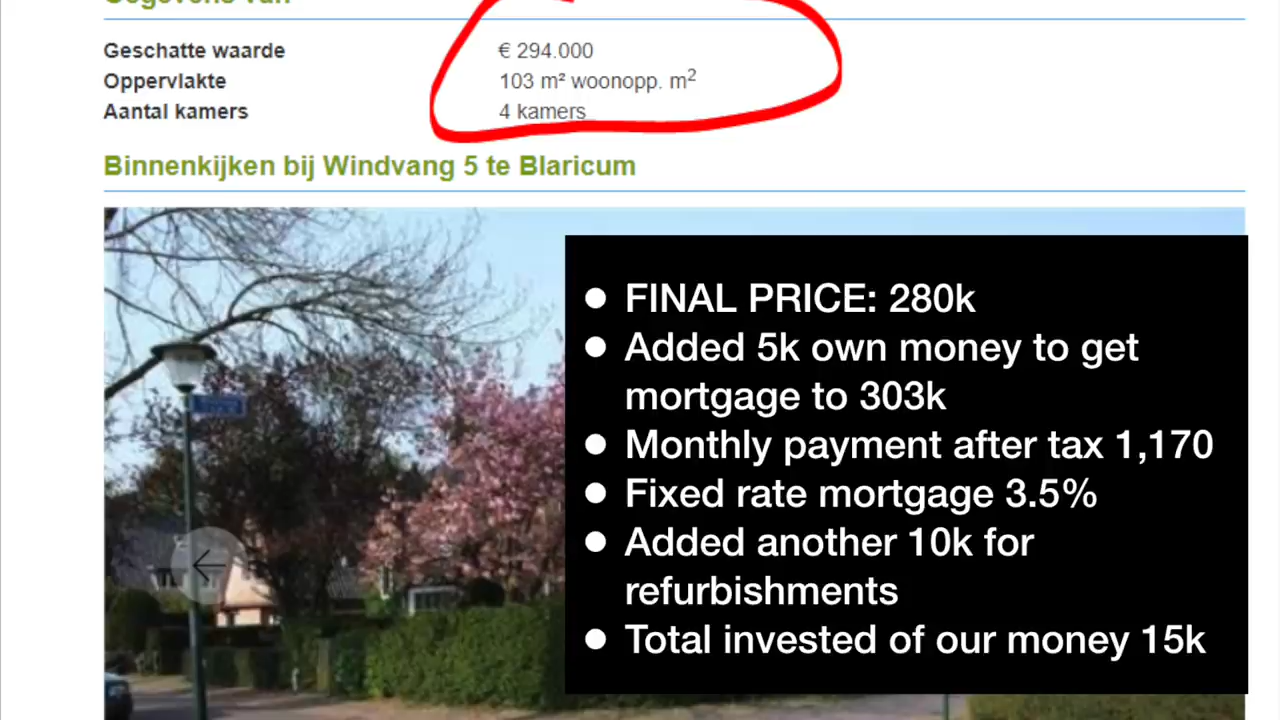 Geschatte waarde € 294.000
Oppervlakte 103 m² woonopp. m²
Aantal kamers 4 kamers
Binnenkijken bij Windvang 5 te Blaricum
● FINAL PRICE: 280k
● Added 5k own money to get
mortgage to 303k
● Monthly payment after tax 1,170
● Fixed rate mortgage 3.5%
● Added another 10k for
refurbishments
● Total invested of our money 15k